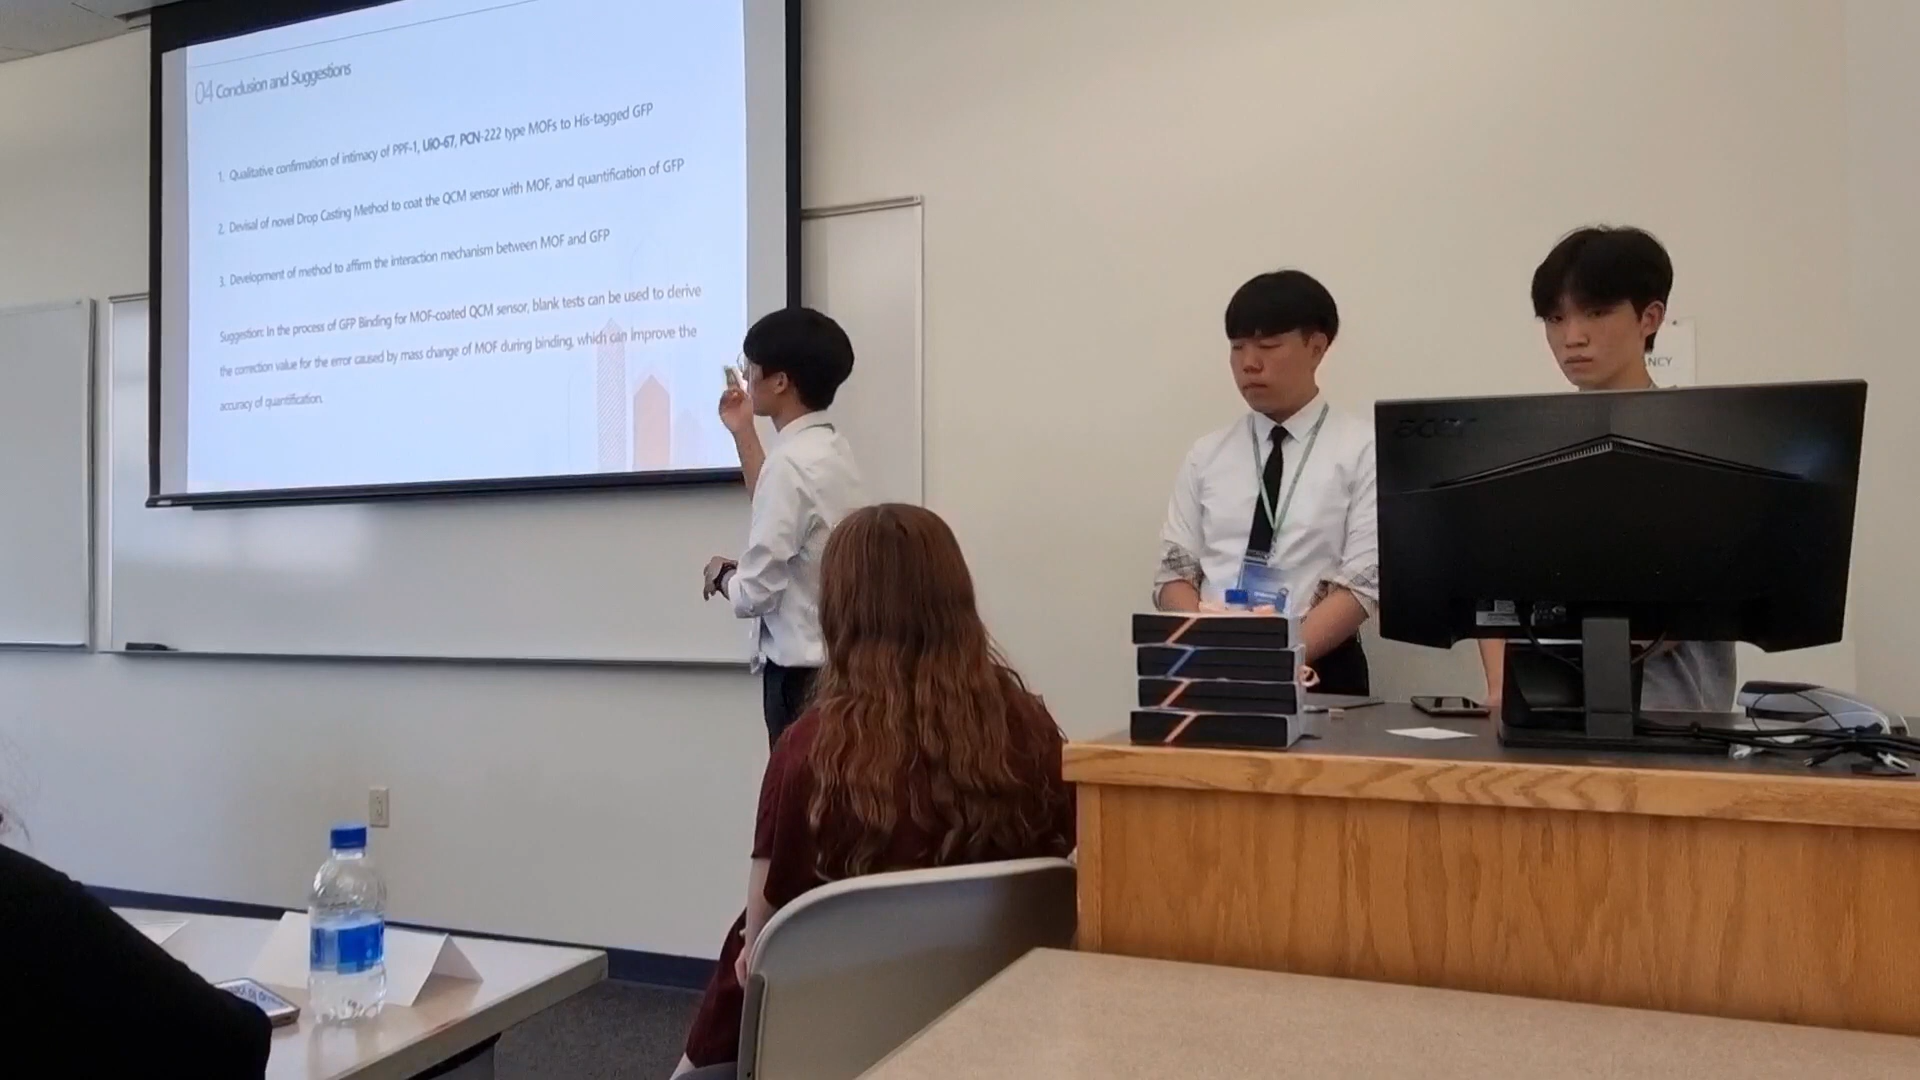 04 Conclusion and Suggestions
1. Qualitative confirmation of intimacy of PPF-1, UiO-67, PCN-222 type MOFs to His-tagged GFP
2. Devisal of novel Drop Casting Method to coat the QCM sensor with MOF, and quantification of GFP
3. Development of method to affirm the interaction mechanism between MOF and GFP
Suggestion: In the process of GFP Binding for MOF-coated QCM sensor, blank tests can be used to derive
the correction value for the error caused by mass change of MOF during binding, which can improve the
accuracy of quantification.
NCY
acer